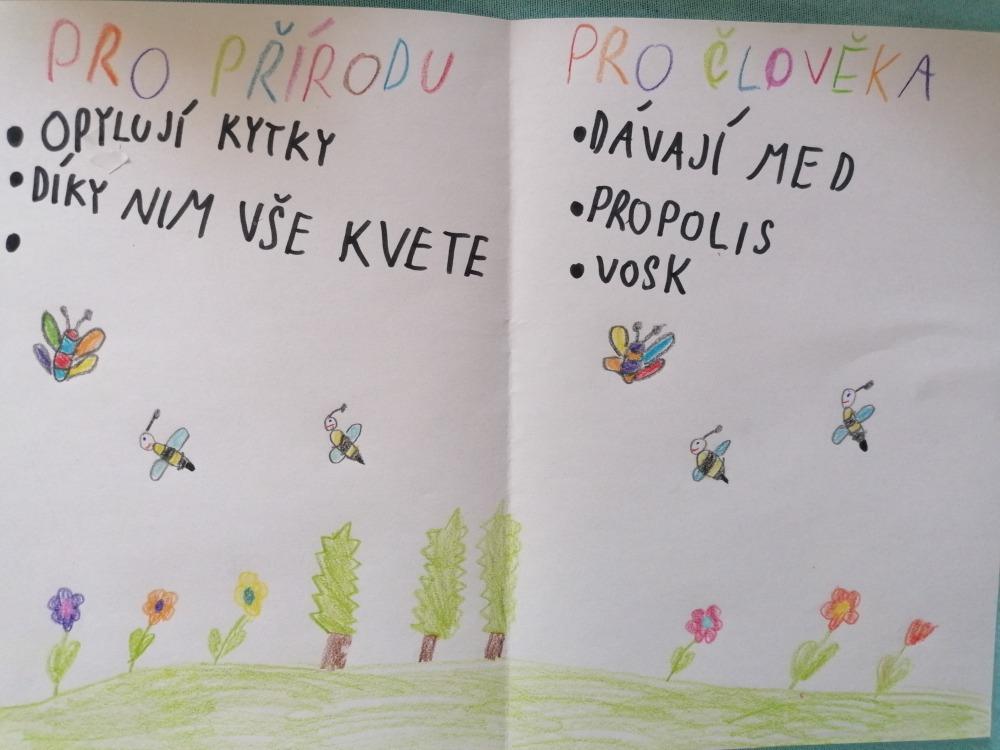 PRO PŘÍRODU
• OPYLUJÍ KYTKY
• DÍKY NIM VŠE KVETE
•
PRO ČLOVĚKA
• DÁVAJÍ MED
• PROPOLIS
• VOSK